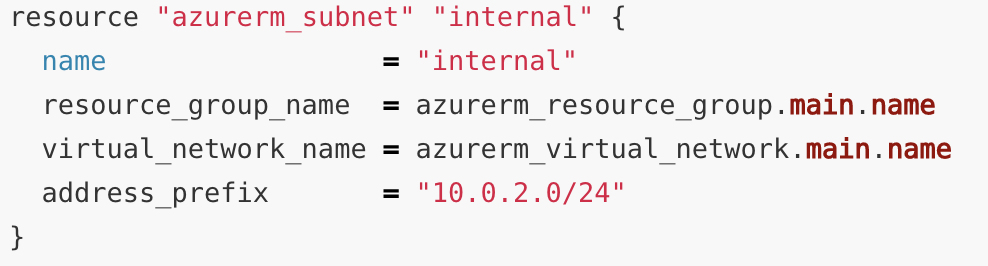 resource "azurerm_subnet" "internal" {
  name                 = "internal"
  resource_group_name  = azurerm_resource_group.main.name
  virtual_network_name = azurerm_virtual_network.main.name
  address_prefix       = "10.0.2.0/24"
}